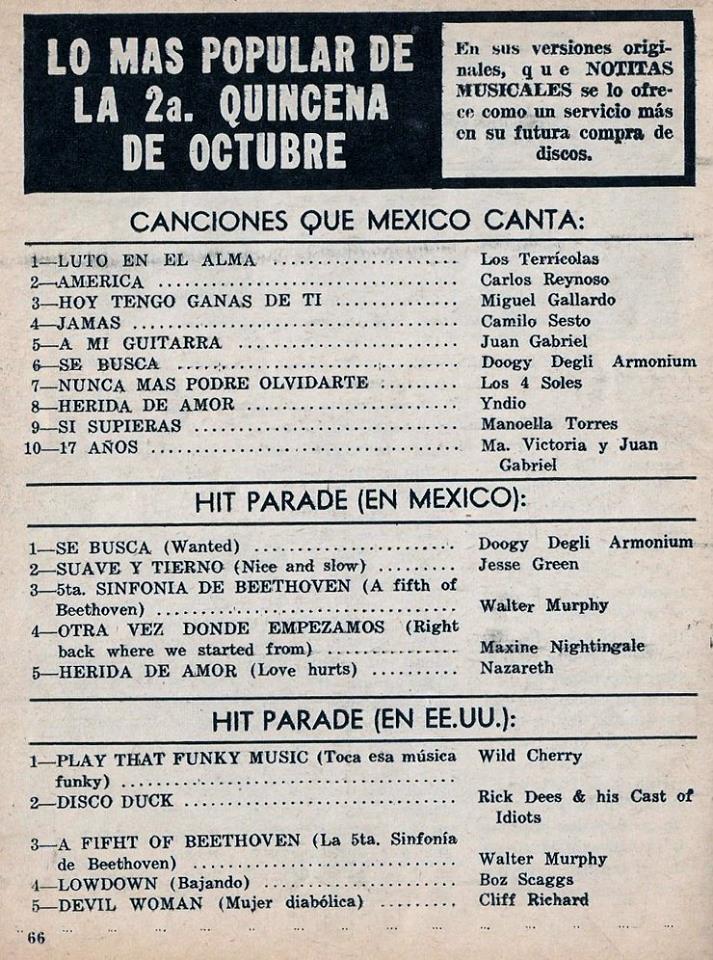 LO MAS POPULAR DE
LA 2a. QUINCENA
DE OCTUBRE
En sus versiones origi-
nales, que NOTITAS
MUSICALES se lo ofre-
ce como un servicio más
en su futura compra de
discos.
CANCIONES QUE MEXICO CANTA:
1—LUTO EN EL ALMA .................... Los Terrícolas
2—AMERICA .............................. Carlos Reynoso
3—HOY TENGO GANAS DE TI ............ Miguel Gallardo
4—JAMAS ................................ Camilo Sesto
5—A MI GUITARRA ....................... Juan Gabriel
6—SE BUSCA ............................. Doogy Degli Armonium
7—NUNCA MAS PODRE OLVIDARTE ......... Los 4 Soles
8—HERIDA DE AMOR ..................... Yndio
9—SI SUPIERAS .......................... Manoella Torres
10—17 AÑOS .............................. Ma. Victoria y Juan
Gabriel
HIT PARADE (EN MEXICO):
1—SE BUSCA (Wanted) .................... Doogy Degli Armonium
2—SUAVE Y TIERNO (Nice and slow) ........ Jesse Green
3—5ta. SINFONIA DE BEETHOVEN (A fifth of
Beethoven) .............................. Walter Murphy
4—OTRA VEZ DONDE EMPEZAMOS (Right
back where we started from) .............. Maxine Nightingale
5—HERIDA DE AMOR (Love hurts) .......... Nazareth
HIT PARADE (EN EE.UU.):
1—PLAY THAT FUNKY MUSIC (Toca esa música Wild Cherry
funky) ..................................
2—DISCO DUCK ........................... Rick Dees & his Cast of
Idiots
3—A FIFHT OF BEETHOVEN (La 5ta. Sinfonía
de Beethoven) ........................... Walter Murphy
4—LOWDOWN (Bajando) .................... Boz Scaggs
5—DEVIL WOMAN (Mujer diabólica) ......... Cliff Richard
66